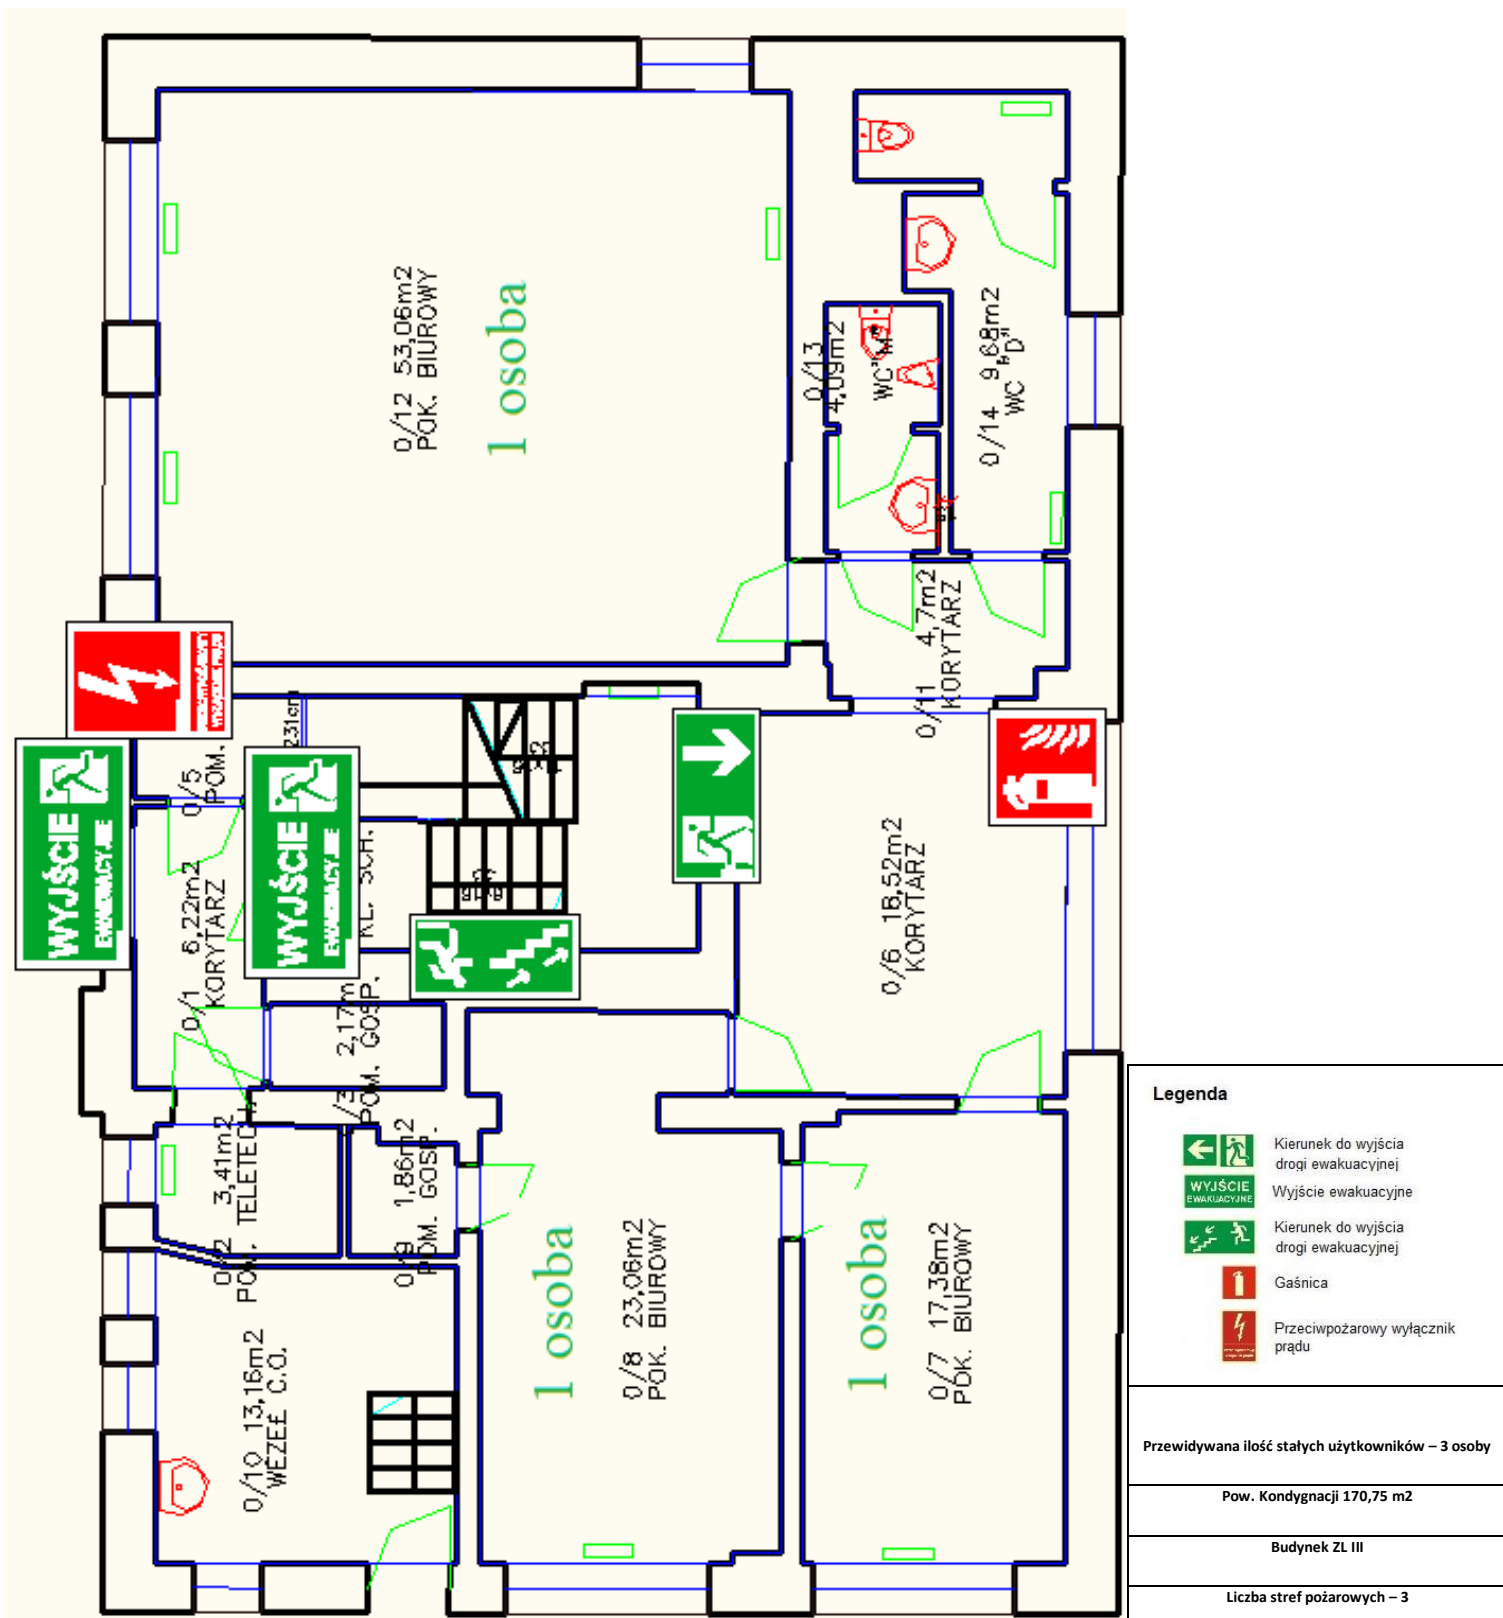 0/12 53,06m2
POK. BIUROWY
1 osoba
0/13
4,09m2
WC"M"
0/14 9,68m2
WC "D"
0/11 4,7m2
KORYTARZ
231cm
0/5
POM.
WYJŚCIE
EWAKUACYJNE
WYJŚCIE
EWAKUACYJNE
0/1 6,22m2
KORYTARZ
KL. SCH.
0/6 18,52m2
KORYTARZ
2,17m
/3 POM. GOSP.
0/2 3,41m2
POM. TELETECH.
0/9 1,86m2
POM. GOSP.
1 osoba
0/8 23,06m2
POK. BIUROWY
1 osoba
0/7 17,38m2
POK. BIUROWY
0/10 13,16m2
WĘZEŁ C.O.
Legenda
Kierunek do wyjścia
drogi ewakuacyjnej
WYJŚCIE
EWAKUACYJNE
Wyjście ewakuacyjne
Kierunek do wyjścia
drogi ewakuacyjnej
Gaśnica
Przeciwpożarowy wyłącznik
prądu
Przewidywana ilość stałych użytkowników – 3 osoby
Pow. Kondygnacji 170,75 m2
Budynek ZL III
Liczba stref pożarowych – 3